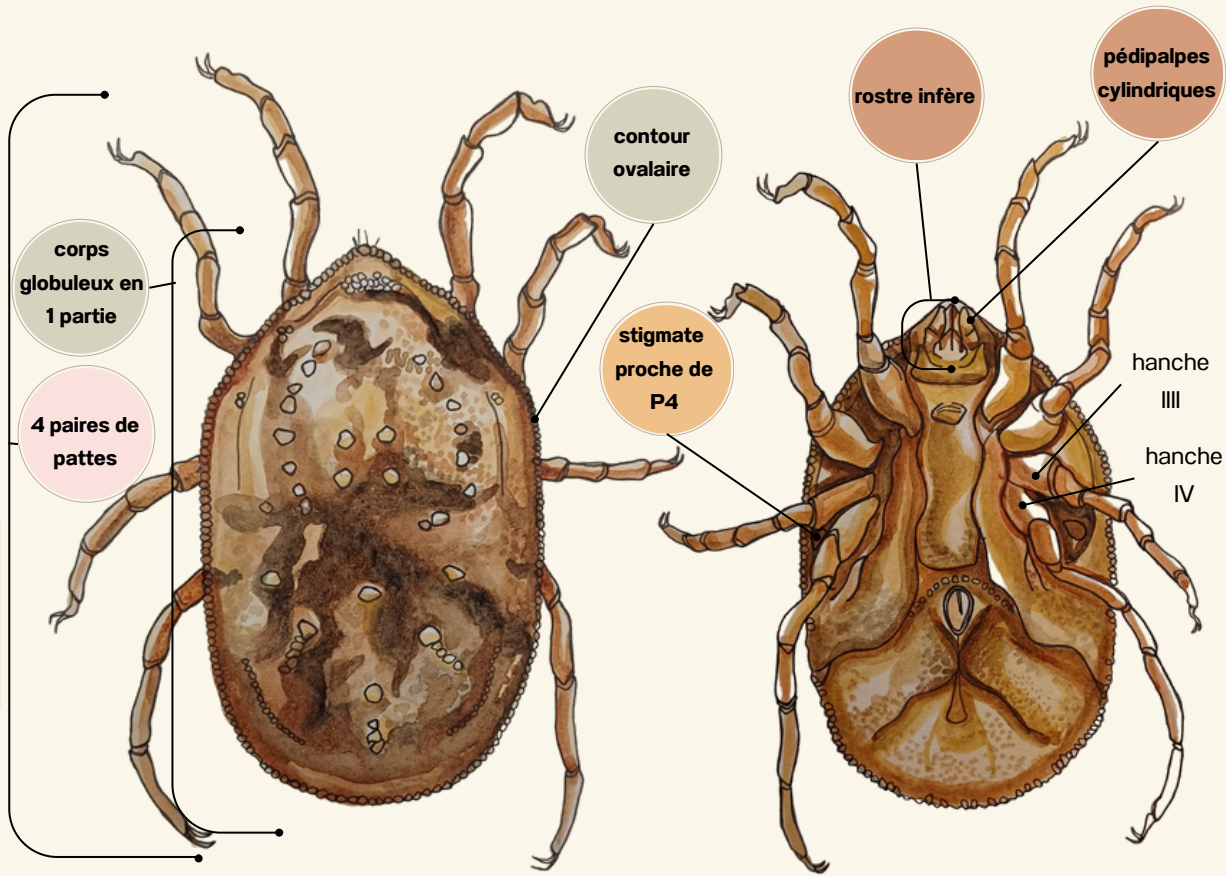 rostre infère
pédipalpes
cylindriques
contour
ovalaire
corps
globuleux en
1 partie
stigmate
proche de
P4
hanche
IIII
4 paires de
pattes
hanche
IV